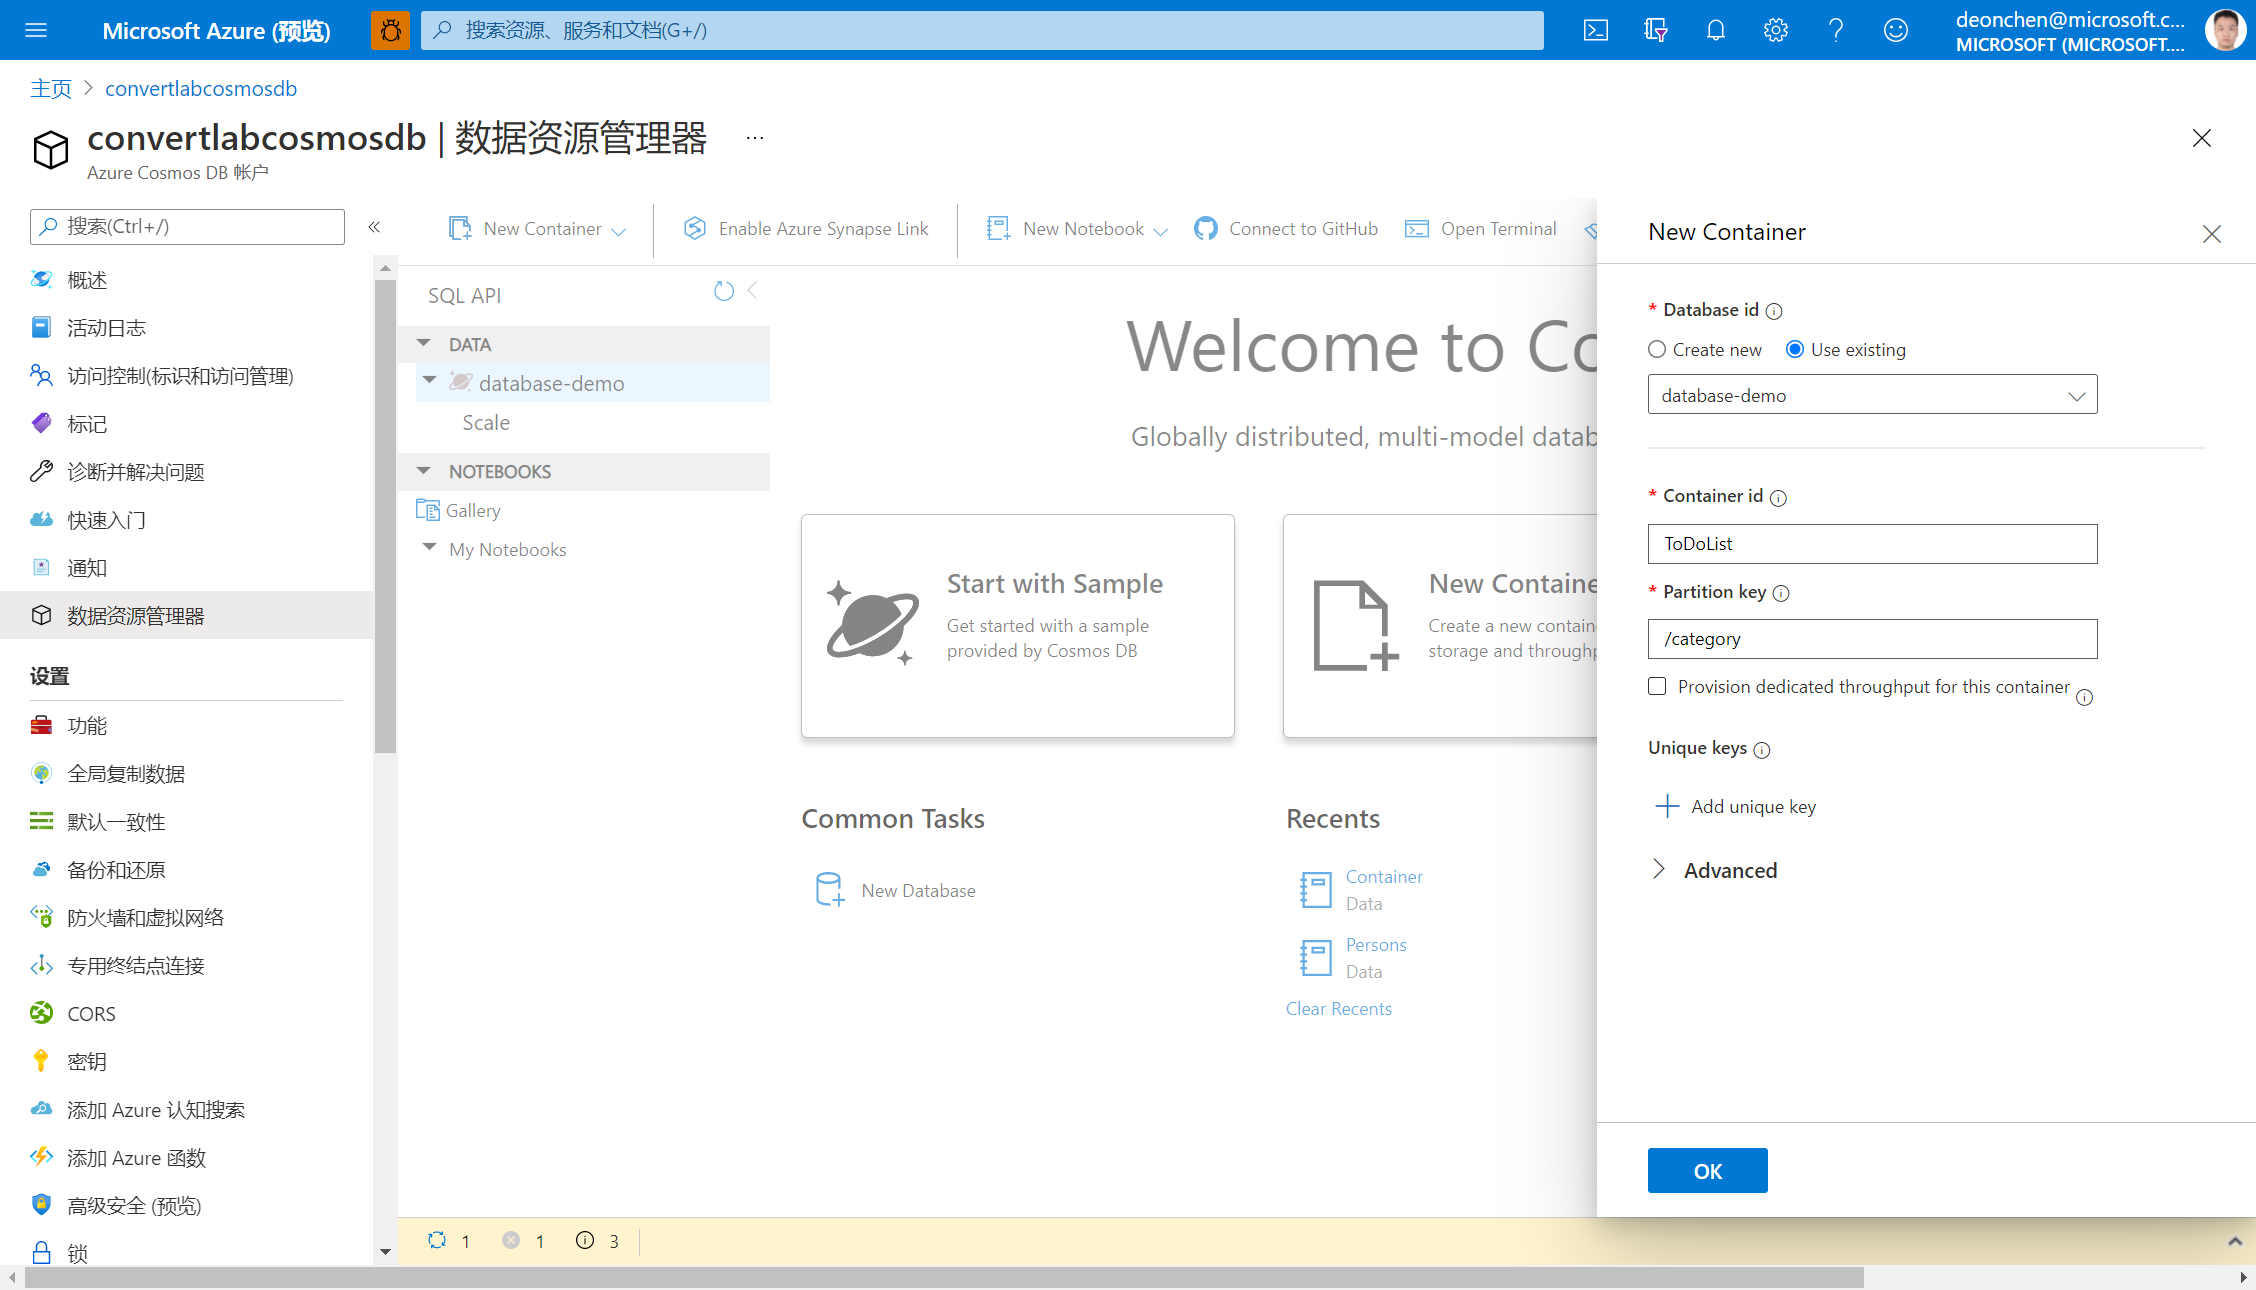 Microsoft Azure (预览)
搜索资源、服务和文档(G+/)
deonchen@microsoft.c...
MICROSOFT (MICROSOFT....
主页
convertlabcosmosdb
convertlabcosmosdb | 数据资源管理器
...
Azure Cosmos DB 帐户
搜索(Ctrl+/)
«
概述
活动日志
访问控制(标识和访问管理)
标记
诊断并解决问题
快速入门
通知
数据资源管理器
设置
功能
全局复制数据
默认一致性
备份和还原
防火墙和虚拟网络
专用终结点连接
CORS
密钥
添加 Azure 认知搜索
添加 Azure 函数
高级安全 (预览)
锁
New Container
Enable Azure Synapse Link
New Notebook
Connect to GitHub
Open Terminal
SQL API
DATA
database-demo
Scale
NOTEBOOKS
Gallery
My Notebooks
Welcome to Co
Globally distributed, multi-model datab
Start with Sample
Get started with a sample
provided by Cosmos DB
New Containe
Create a new contain
storage and throughp
Common Tasks
New Database
Recents
Container
Data
Persons
Data
Clear Recents
1
1
3
New Container
* Database id
Create new
Use existing
database-demo
* Container id
ToDoList
* Partition key
/category
Provision dedicated throughput for this container
Unique keys
Add unique key
Advanced
OK